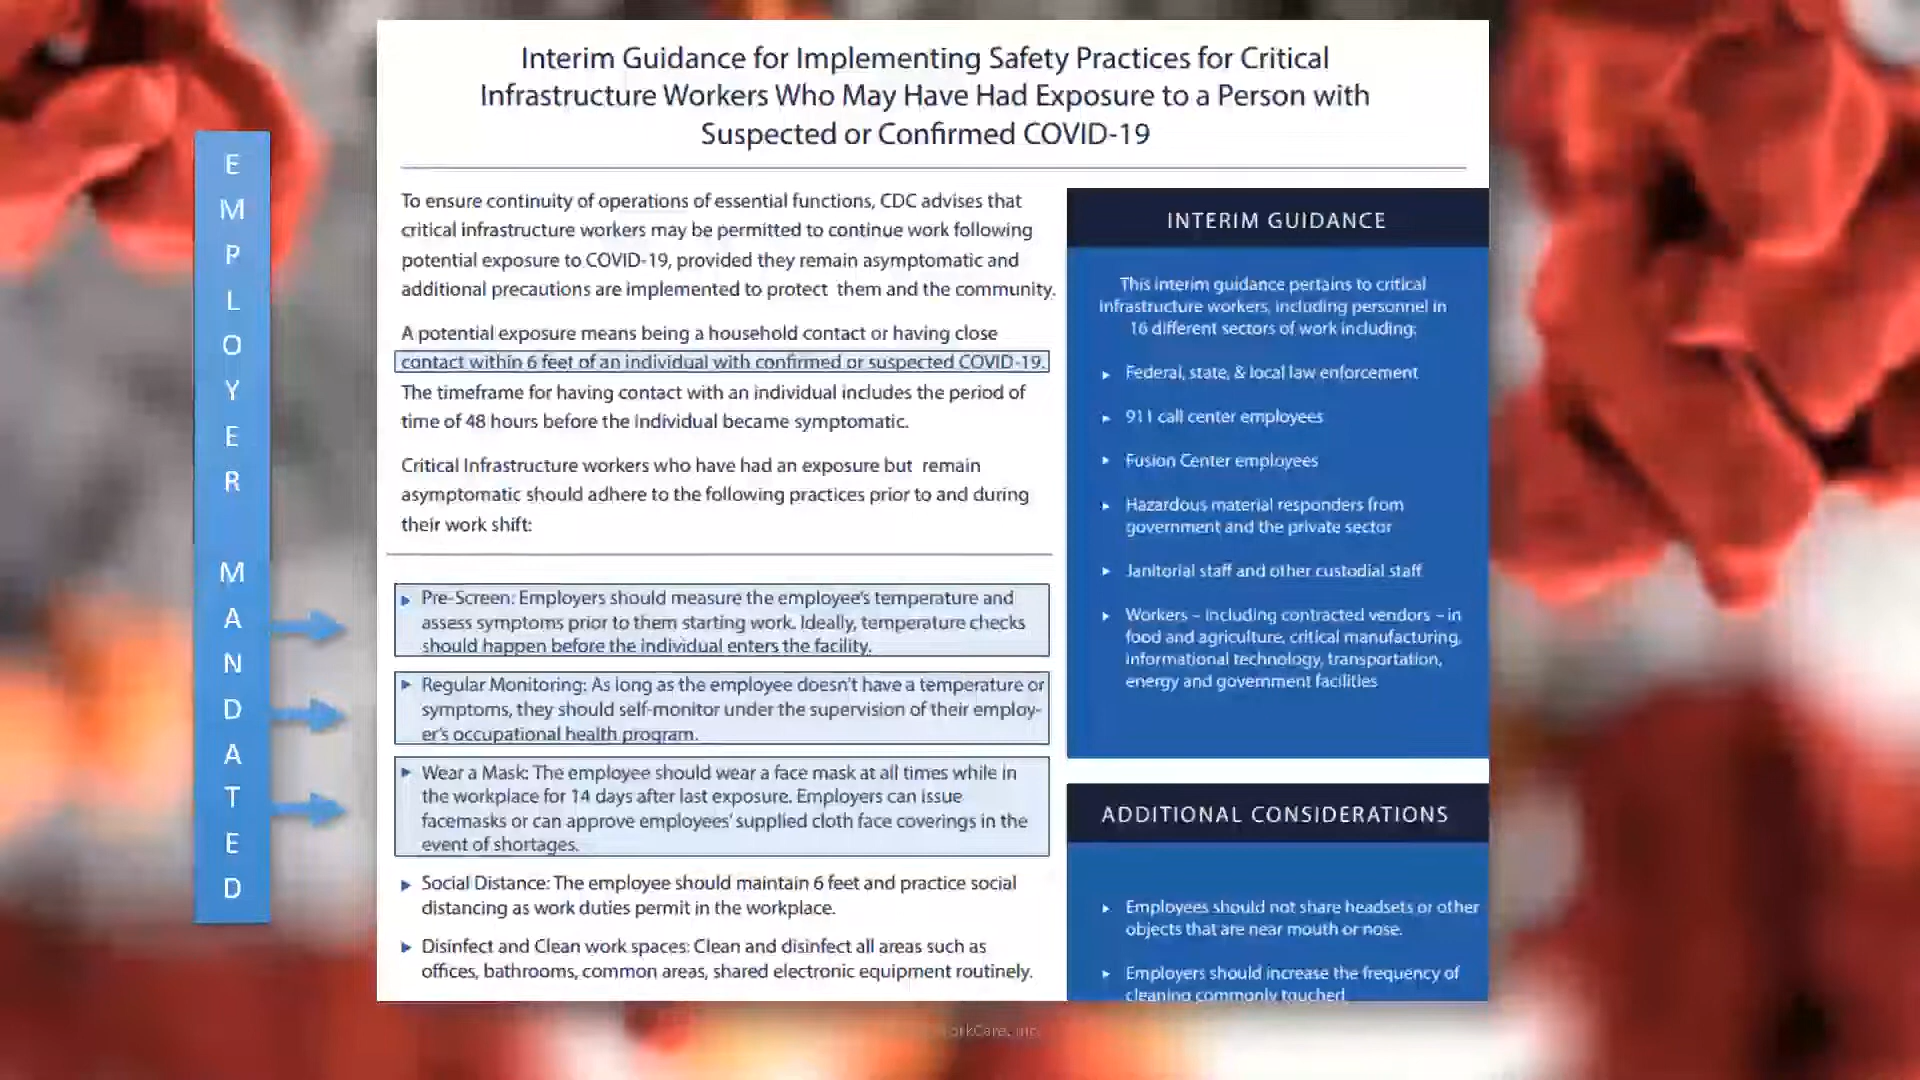 EMPLOYER MANDATED
Interim Guidance for Implementing Safety Practices for Critical
Infrastructure Workers Who May Have Had Exposure to a Person with
Suspected or Confirmed COVID-19
To ensure continuity of operations of essential functions, CDC advises that
critical infrastructure workers may be permitted to continue work following
potential exposure to COVID-19, provided they remain asymptomatic and
additional precautions are implemented to protect them and the community.
A potential exposure means being a household contact or having close
contact within 6 feet of an individual with confirmed or suspected COVID-19.
The timeframe for having contact with an individual includes the period of
time of 48 hours before the individual became symptomatic.
Critical Infrastructure workers who have had an exposure but remain
asymptomatic should adhere to the following practices prior to and during
their work shift:
Pre-Screen: Employers should measure the employee's temperature and
assess symptoms prior to them starting work. Ideally, temperature checks
should happen before the individual enters the facility.
Regular Monitoring: As long as the employee doesn't have a temperature or
symptoms, they should self-monitor under the supervision of their employ-
er's occupational health program.
Wear a Mask: The employee should wear a face mask at all times while in
the workplace for 14 days after last exposure. Employers can issue
facemasks or can approve employees' supplied cloth face coverings in the
event of shortages.
Social Distance: The employee should maintain 6 feet and practice social
distancing as work duties permit in the workplace.
Disinfect and Clean work spaces: Clean and disinfect all areas such as
offices, bathrooms, common areas, shared electronic equipment routinely.
INTERIM GUIDANCE
This interim guidance pertains to critical
infrastructure workers, including personnel in
16 different sectors of work including:
Federal, state, & local law enforcement
911 call center employees
Fusion Center employees
Hazardous material responders from
government and the private sector
Janitorial staff and other custodial staff
Workers – including contracted vendors – in
food and agriculture, critical manufacturing,
informational technology, transportation,
energy and government facilities
ADDITIONAL CONSIDERATIONS
Employees should not share headsets or other
objects that are near mouth or nose.
Employers should increase the frequency of
cleaning commonly touched